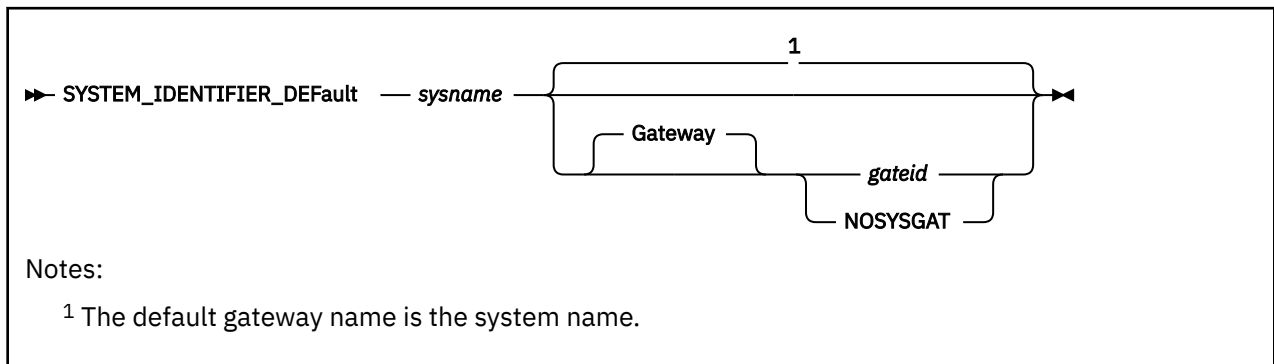 1
SYSTEM_IDENTIFIER_DEFault sysname
Gateway
gateid
NOSYSGAT
Notes:
1 The default gateway name is the system name.